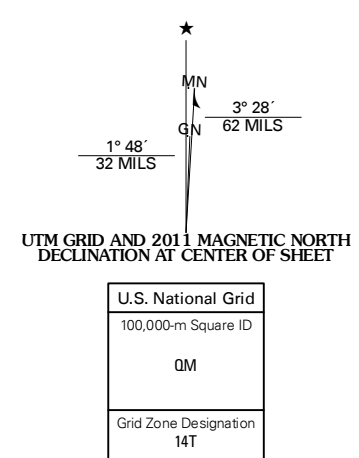 ★
MN
3° 28´
62 MILS
GN
1° 48´
32 MILS
UTM GRID AND 2011 MAGNETIC NORTH
DECLINATION AT CENTER OF SHEET
U.S. National Grid
100,000-m Square ID
QM
Grid Zone Designation
14T